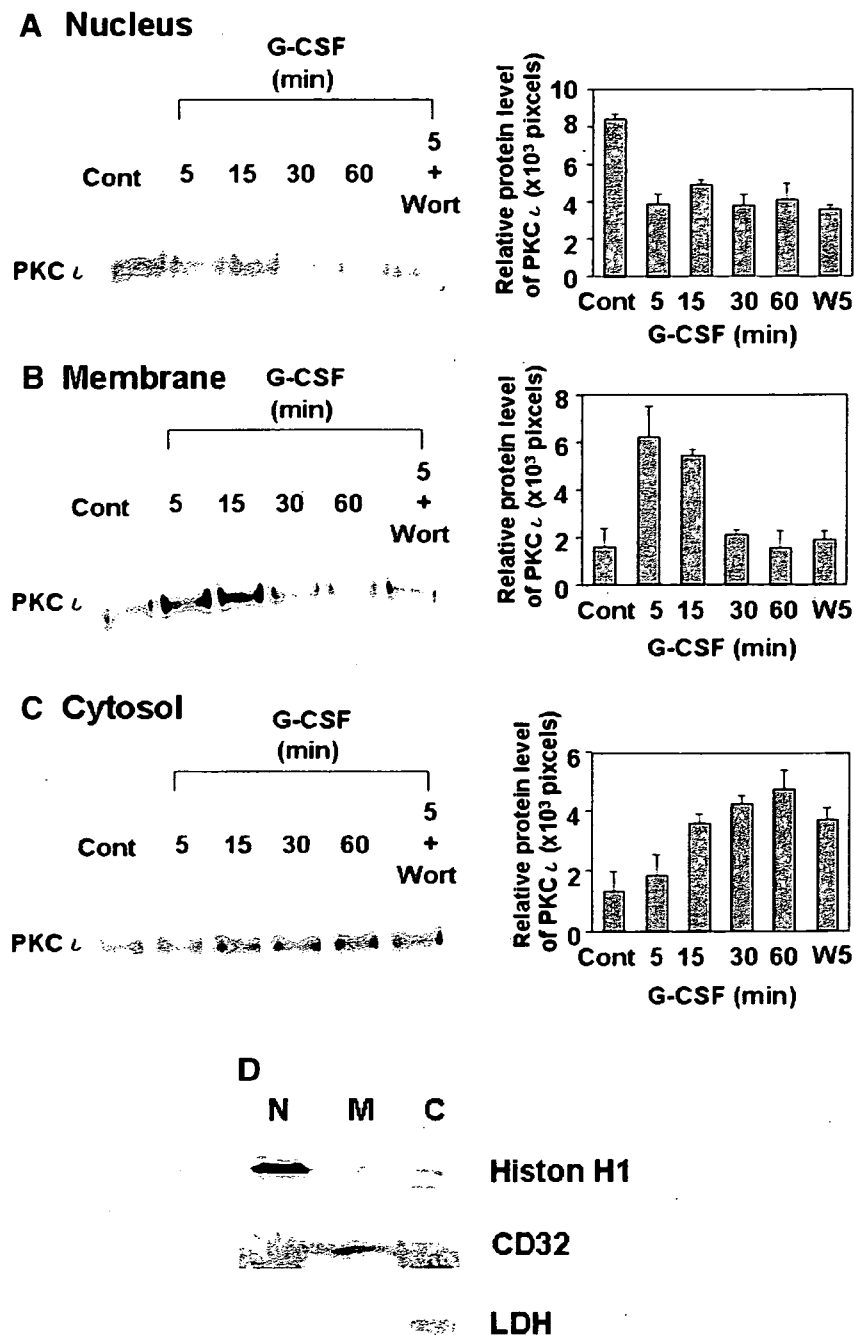 A Nucleus
G-CSF
(min)
5
Cont 5 15 30 60 +
Wort
PKC ι
Relative protein level
of PKC ι (x10³ pixcels)
10
8
6
4
2
0
Cont 5 15 30 60 W5
G-CSF (min)
B Membrane
G-CSF
(min)
5
Cont 5 15 30 60 +
Wort
PKC ι
Relative protein level
of PKC ι (x10³ pixcels)
8
6
4
2
0
Cont 5 15 30 60 W5
G-CSF (min)
C Cytosol
G-CSF
(min)
5
Cont 5 15 30 60 +
Wort
PKC ι
Relative protein level
of PKC ι (x10³ pixcels)
6
4
2
0
Cont 5 15 30 60 W5
G-CSF (min)
D
N M C
Histon H1
CD32
LDH